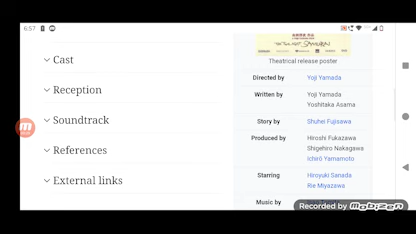 6:57
Cast
Reception
Soundtrack
References
External links
SAMURAI
Theatrical release poster
Directed by Yoji Yamada
Written by Yoji Yamada
Yoshitaka Asama
Story by Shuhei Fujisawa
Produced by Hiroshi Fukazawa
Shigehiro Nakagawa
Ichirō Yamamoto
Starring Hiroyuki Sanada
Rie Miyazawa
Music by
Recorded by Mobizen